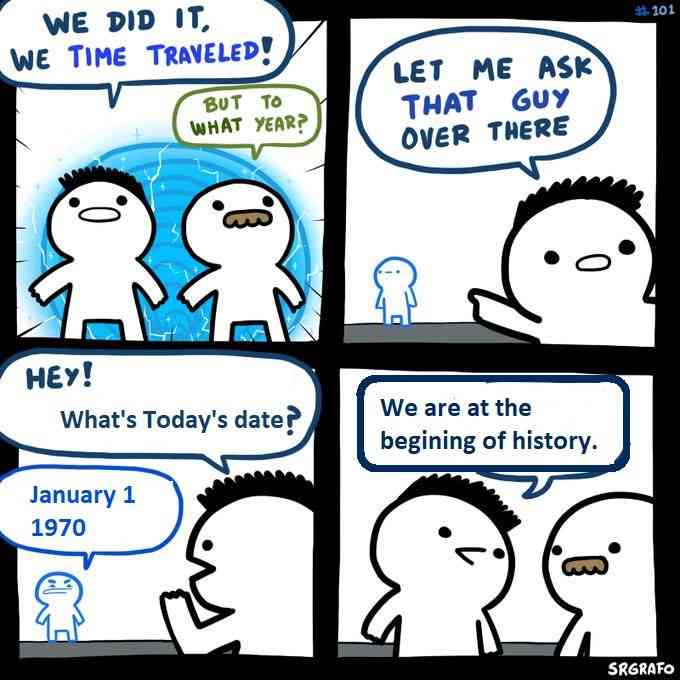 WE DID IT,
WE TIME TRAVELED!
BUT TO
WHAT YEAR?
#101
LET ME ASK
THAT GUY
OVER THERE
HEY!
What's Today's date?
January 1
1970
We are at the
begining of history.
SRGRAFO